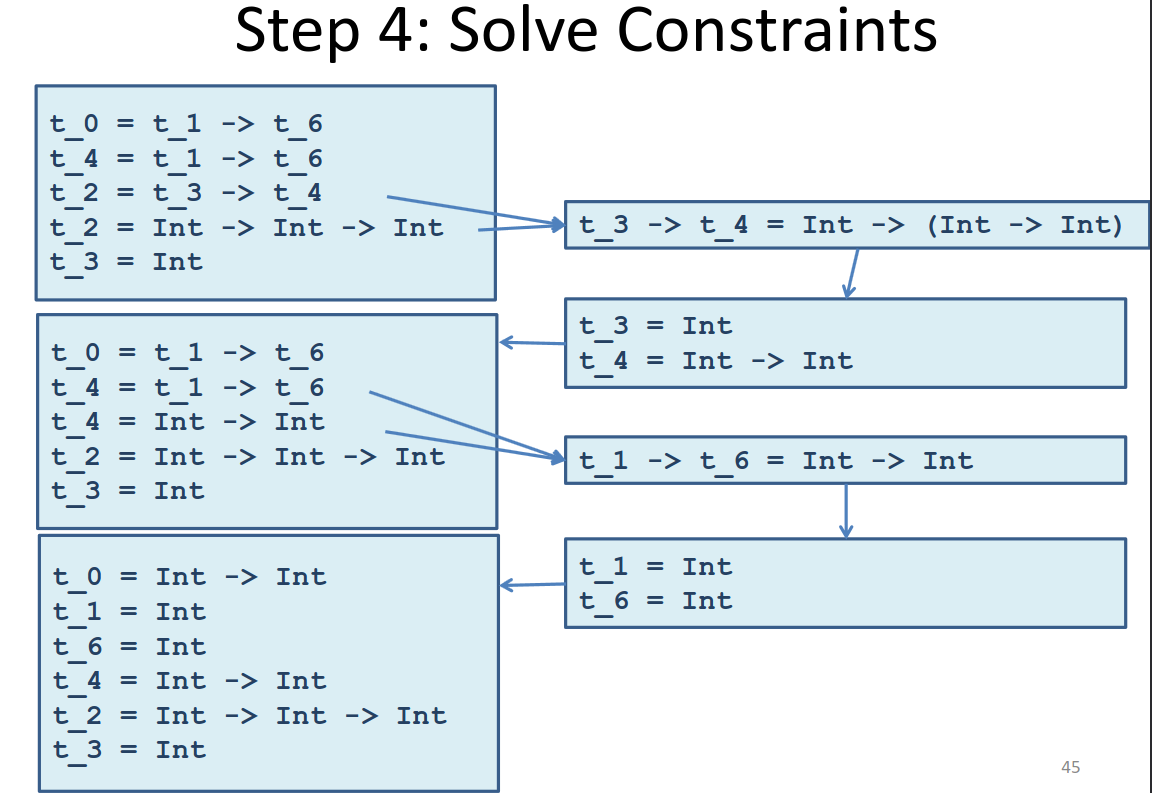 Step 4: Solve Constraints
t_0 = t_1 -> t_6
t_4 = t_1 -> t_6
t_2 = t_3 -> t_4
t_2 = Int -> Int -> Int
t_3 = Int
t_3 -> t_4 = Int -> (Int -> Int)
t_3 = Int
t_4 = Int -> Int
t_0 = t_1 -> t_6
t_4 = t_1 -> t_6
t_4 = Int -> Int
t_2 = Int -> Int -> Int
t_3 = Int
t_1 -> t_6 = Int -> Int
t_1 = Int
t_6 = Int
t_0 = Int -> Int
t_1 = Int
t_6 = Int
t_4 = Int -> Int
t_2 = Int -> Int -> Int
t_3 = Int
45